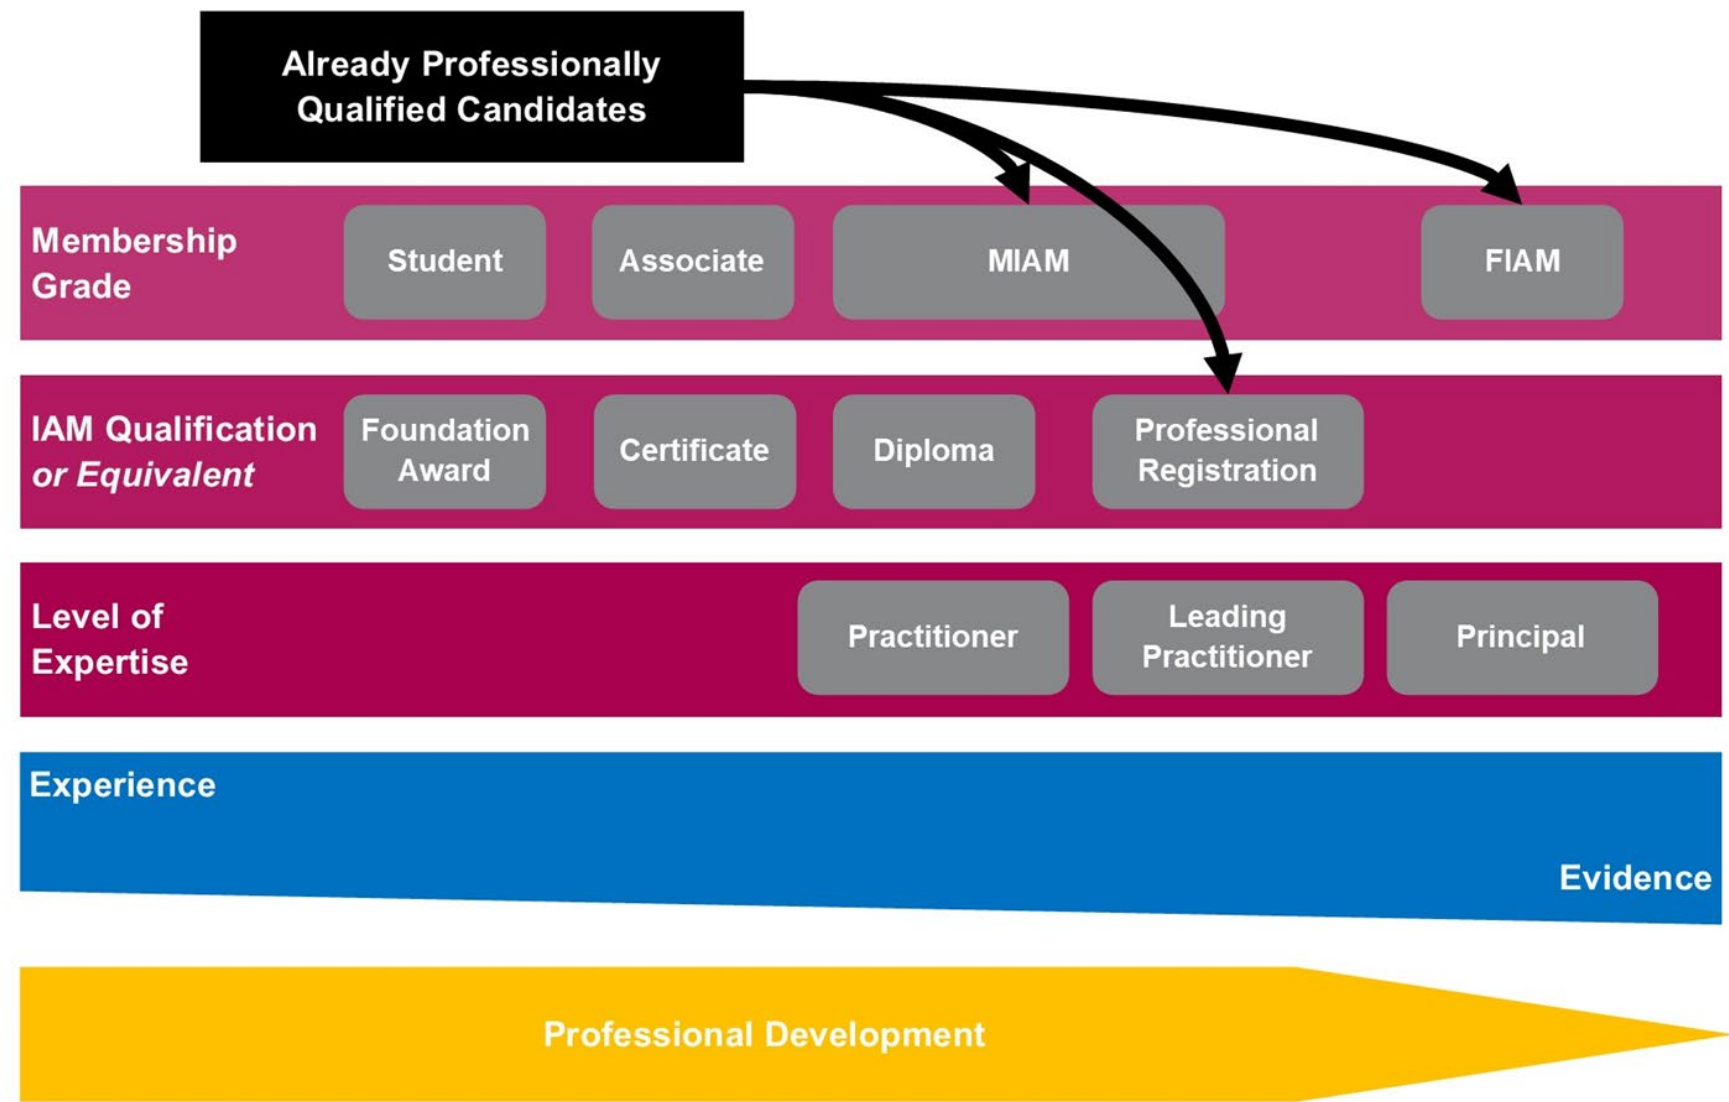 Already Professionally
Qualified Candidates
Membership
Grade
Student
Associate
MIAM
FIAM
IAM Qualification
or Equivalent
Foundation
Award
Certificate
Diploma
Professional
Registration
Level of
Expertise
Practitioner
Leading
Practitioner
Principal
Experience
Evidence
Professional Development